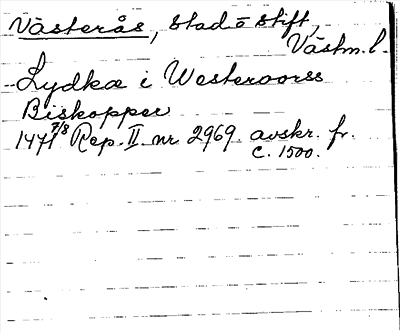 Västerås, Stad o Stift,
Västm. l.
Lydkæ i Westeroorss
Biskopper
1471 7/8 Rep. II. nr 2969. avskr. fr.
c. 1500.